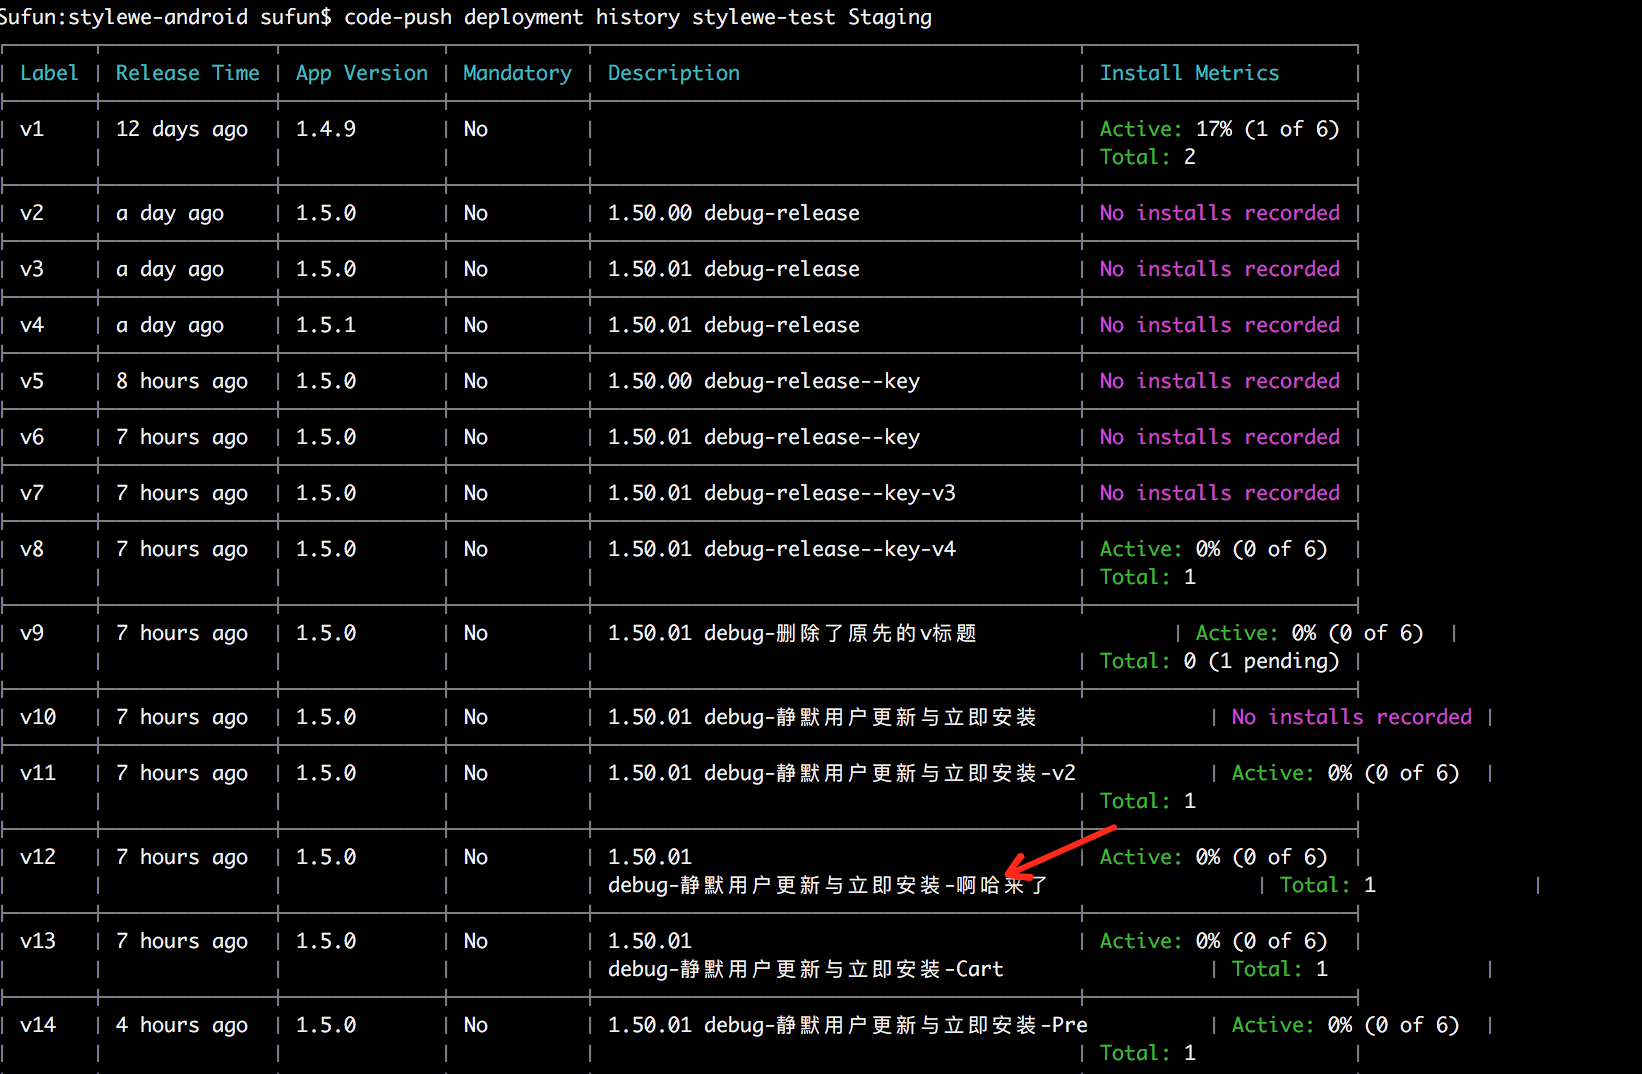 Sufun:stylewe-android sufun$ code-push deployment history stylewe-test Staging
Label | Release Time | App Version | Mandatory | Description | Install Metrics
v1 | 12 days ago | 1.4.9 | No | | Active: 17% (1 of 6)
Total: 2
v2 | a day ago | 1.5.0 | No | 1.50.00 debug-release | No installs recorded
v3 | a day ago | 1.5.0 | No | 1.50.01 debug-release | No installs recorded
v4 | a day ago | 1.5.1 | No | 1.50.01 debug-release | No installs recorded
v5 | 8 hours ago | 1.5.0 | No | 1.50.00 debug-release--key | No installs recorded
v6 | 7 hours ago | 1.5.0 | No | 1.50.01 debug-release--key | No installs recorded
v7 | 7 hours ago | 1.5.0 | No | 1.50.01 debug-release--key-v3 | No installs recorded
v8 | 7 hours ago | 1.5.0 | No | 1.50.01 debug-release--key-v4 | Active: 0% (0 of 6)
Total: 1
v9 | 7 hours ago | 1.5.0 | No | 1.50.01 debug-删除了原先的v标题 | Active: 0% (0 of 6)
Total: 0 (1 pending)
v10 | 7 hours ago | 1.5.0 | No | 1.50.01 debug-静默用户更新与立即安装 | No installs recorded
v11 | 7 hours ago | 1.5.0 | No | 1.50.01 debug-静默用户更新与立即安装-v2 | Active: 0% (0 of 6)
Total: 1
v12 | 7 hours ago | 1.5.0 | No | 1.50.01 | Active: 0% (0 of 6)
debug-静默用户更新与立即安装-啊哈来了 | Total: 1
v13 | 7 hours ago | 1.5.0 | No | 1.50.01 | Active: 0% (0 of 6)
debug-静默用户更新与立即安装-Cart | Total: 1
v14 | 4 hours ago | 1.5.0 | No | 1.50.01 debug-静默用户更新与立即安装-Pre | Active: 0% (0 of 6)
Total: 1